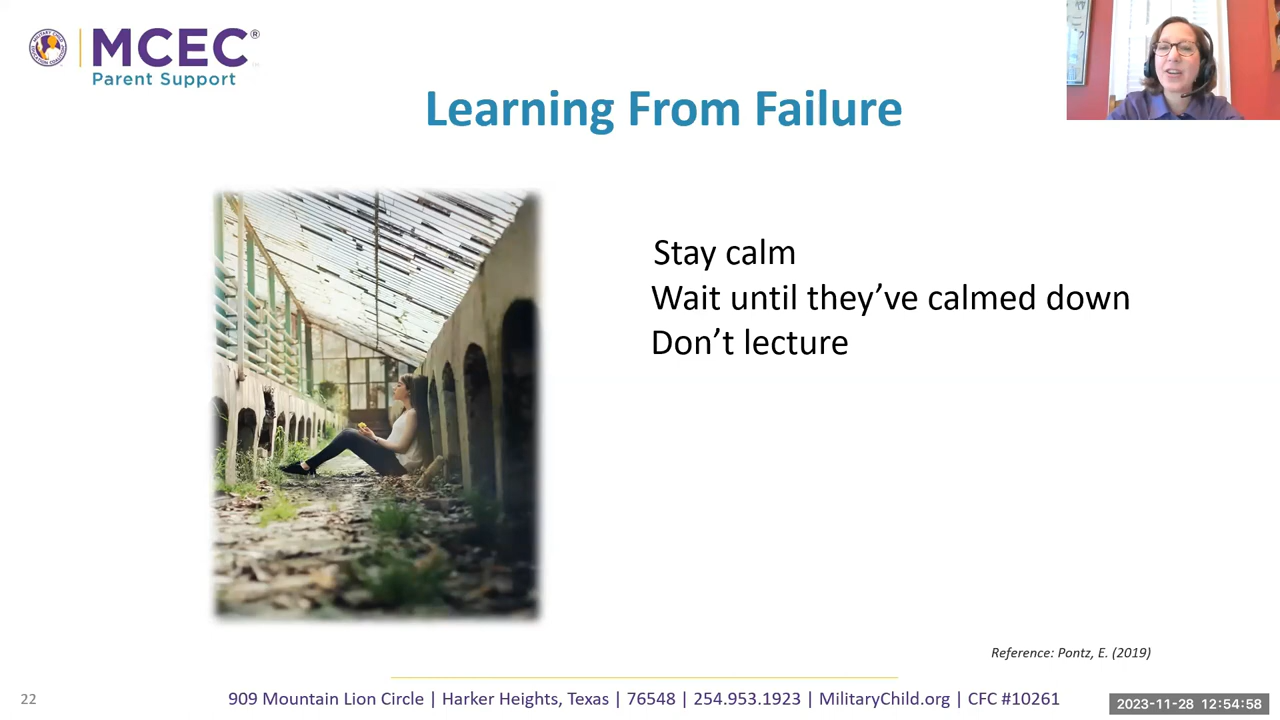 MCEC®
Parent Support
Learning From Failure
Stay calm
Wait until they’ve calmed down
Don’t lecture
Reference: Pontz, E. (2019)
22
909 Mountain Lion Circle | Harker Heights, Texas | 76548 | 254.953.1923 | MilitaryChild.org | CFC #10261
2023-11-28 12:54:58